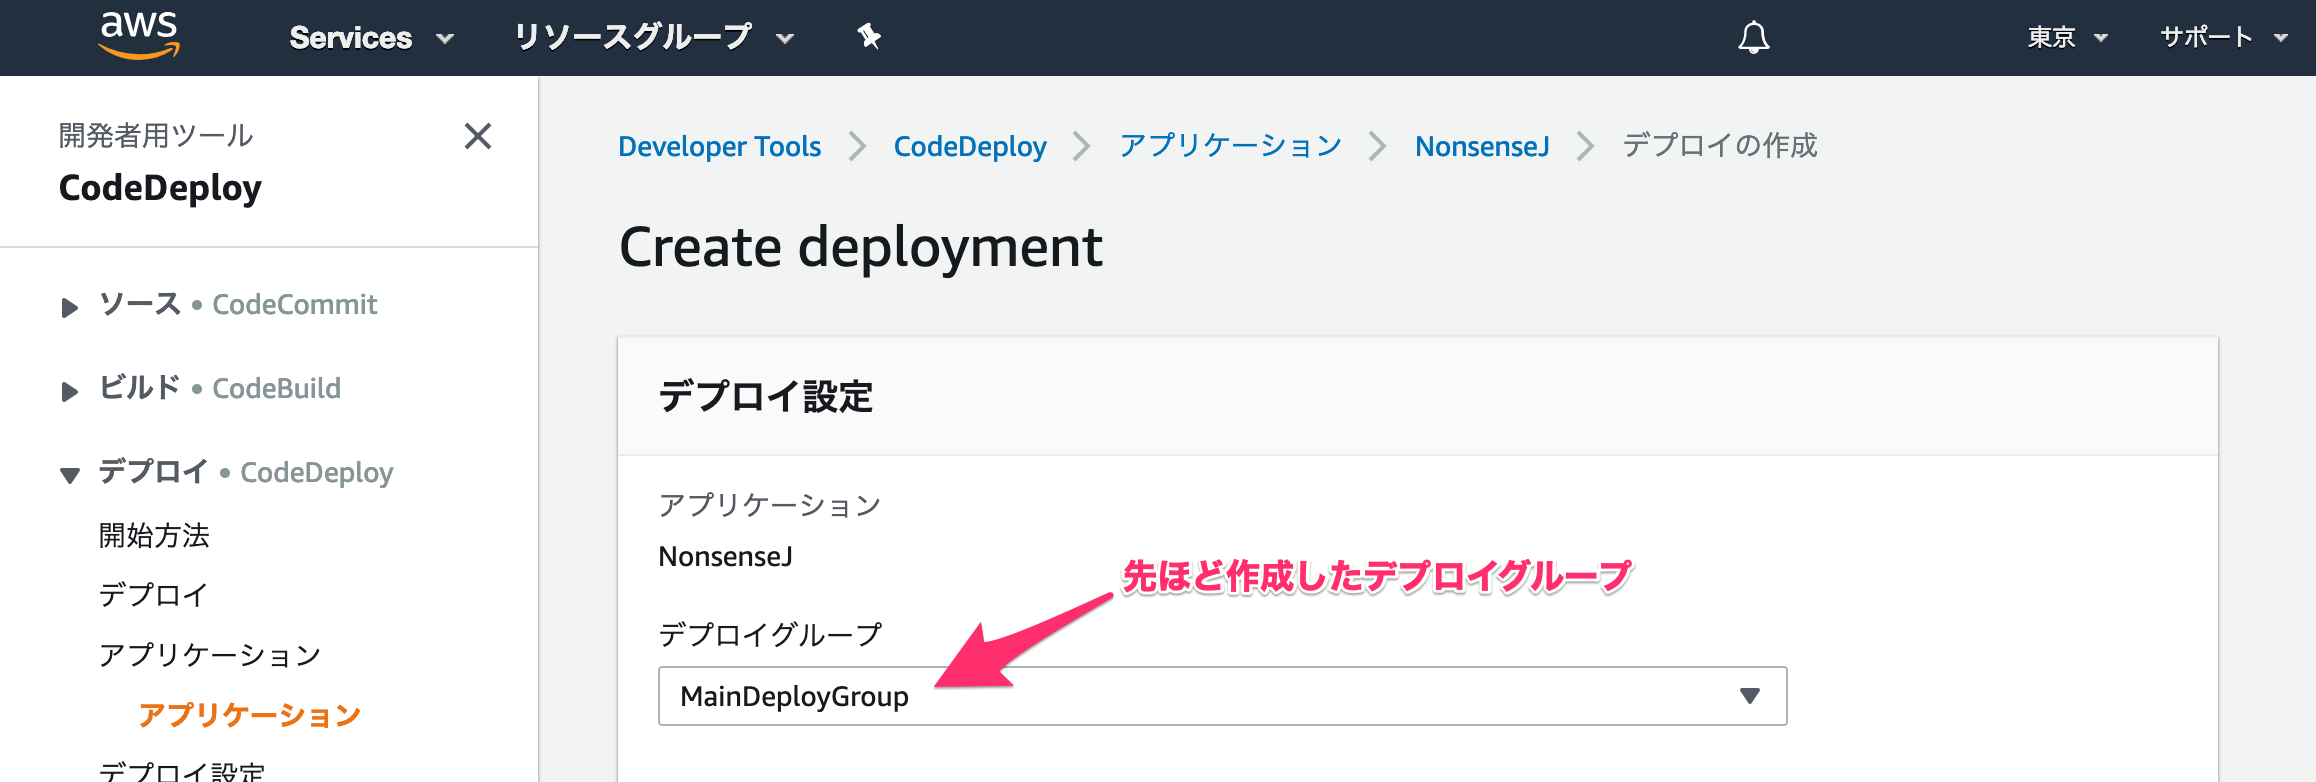 aws Services リソースグループ 東京 サポート
開発者用ツール
CodeDeploy
ソース • CodeCommit
ビルド • CodeBuild
デプロイ • CodeDeploy
開始方法
デプロイ
アプリケーション
アプリケーション
デプロイ設定
Developer Tools > CodeDeploy > アプリケーション > NonsenseJ > デプロイの作成
Create deployment
デプロイ設定
アプリケーション
NonsenseJ
先ほど作成したデプロイグループ
デプロイグループ
MainDeployGroup